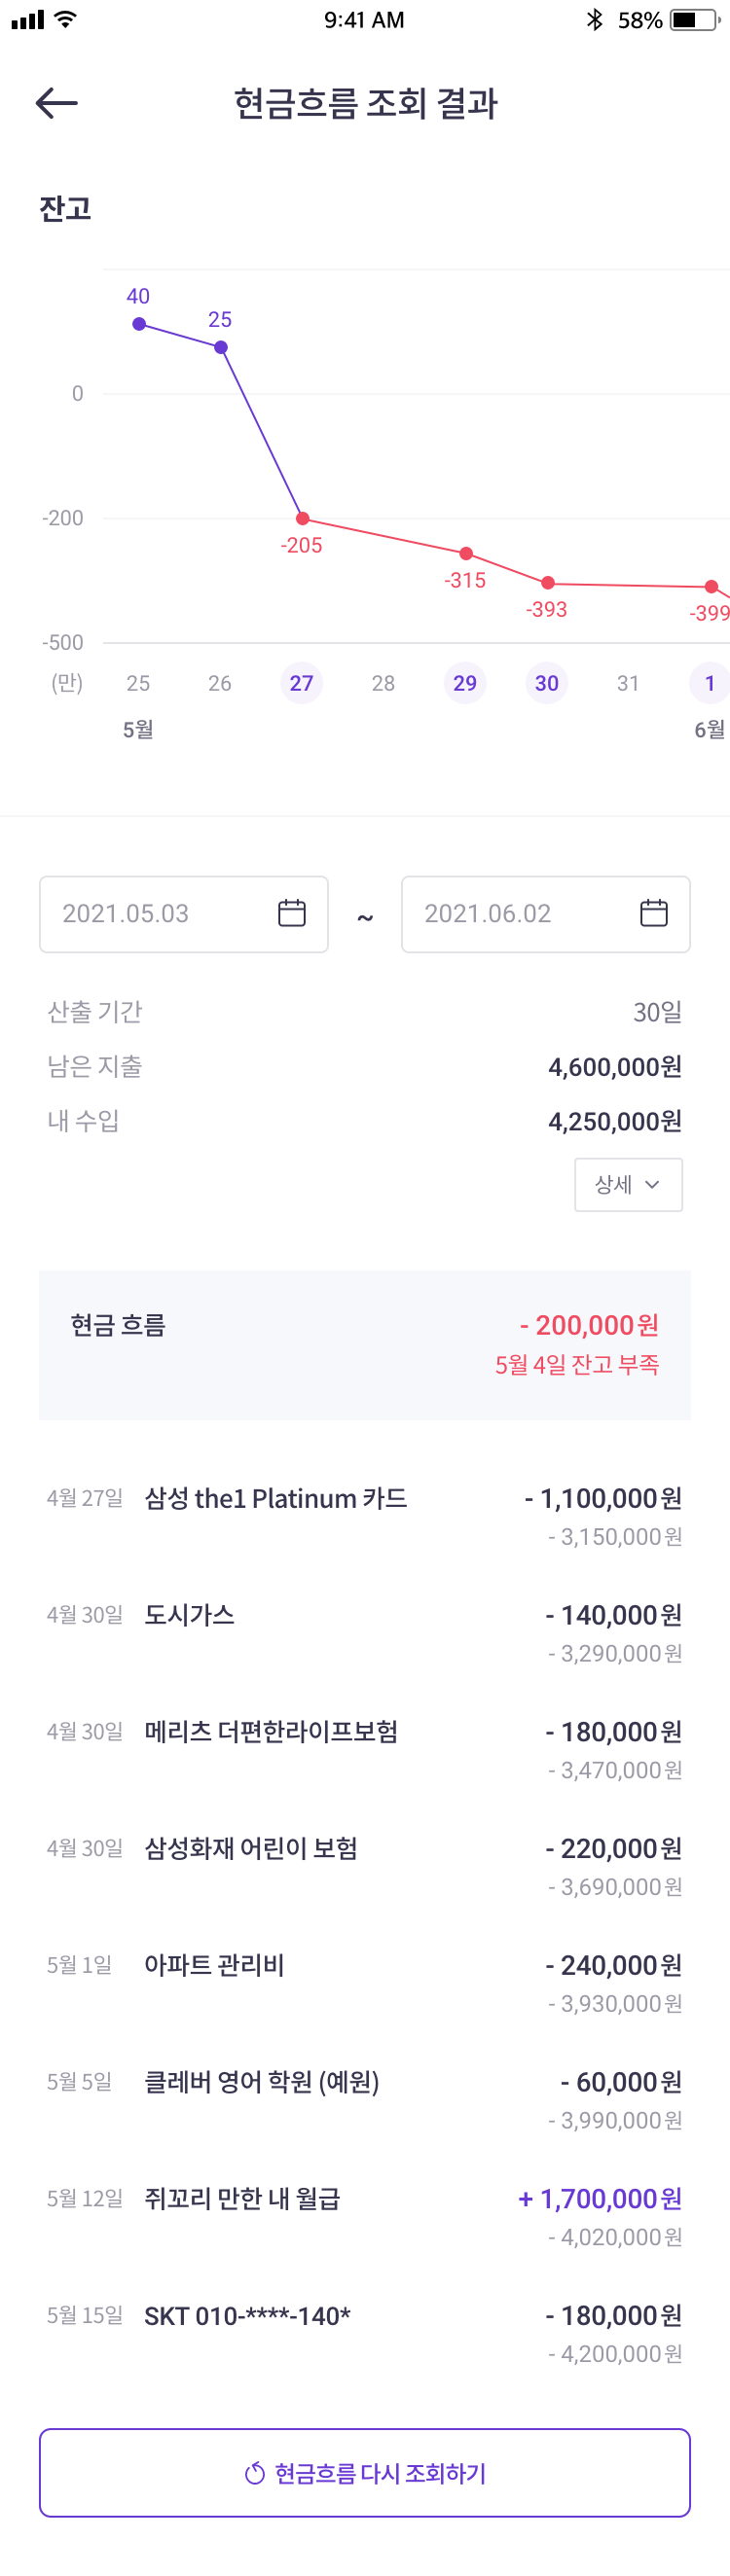 9:41 AM
58%
현금흐름 조회 결과
잔고
40
25
0
-200
-205
-315
-393
-399
-500
(만) 25 26 27 28 29 30 31 1
5월 6월
2021.05.03 ~ 2021.06.02
산출 기간 30일
남은 지출 4,600,000원
내 수입 4,250,000원
상세
현금 흐름 - 200,000원
5월 4일 잔고 부족
4월 27일 삼성 the1 Platinum 카드 - 1,100,000원
- 3,150,000원
4월 30일 도시가스 - 140,000원
- 3,290,000원
4월 30일 메리츠 더편한라이프보험 - 180,000원
- 3,470,000원
4월 30일 삼성화재 어린이 보험 - 220,000원
- 3,690,000원
5월 1일 아파트 관리비 - 240,000원
- 3,930,000원
5월 5일 클레버 영어 학원 (예원) - 60,000원
- 3,990,000원
5월 12일 쥐꼬리 만한 내 월급 + 1,700,000원
- 4,020,000원
5월 15일 SKT 010-****-140* - 180,000원
- 4,200,000원
현금흐름 다시 조회하기